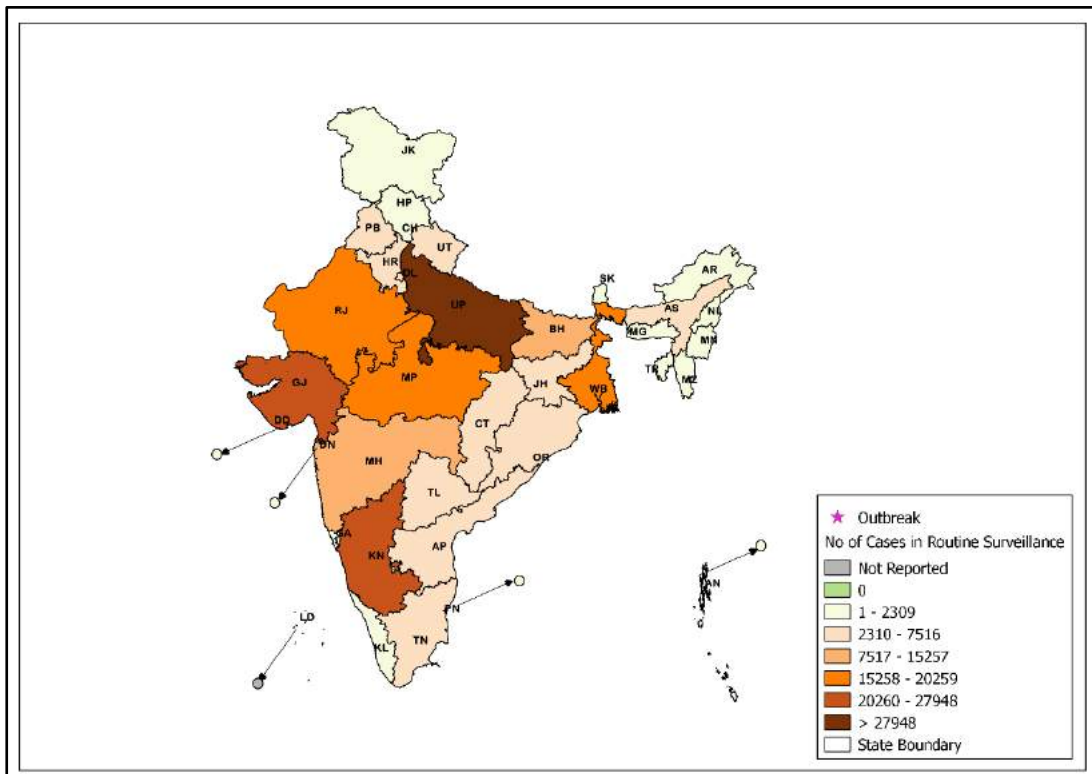 JK
HP
CH
PB
UT
HR
DL
SK
AR
RJ
UP
AS
NL
BH
MG
MN
TR
MZ
GJ
MP
JH
WB
CT
DD
DN
MH
OR
TL
GA
KN
AP
AN
PN
LD
KL
TN
Outbreak
No of Cases in Routine Surveillance
Not Reported
0
1 - 2309
2310 - 7516
7517 - 15257
15258 - 20259
20260 - 27948
> 27948
State Boundary